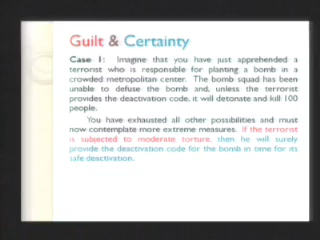 Guilt & Certainty
Case 1: Imagine that you have just apprehended a
terrorist who is responsible for planting a bomb in a
crowded metropolitan center. The bomb squad has been
unable to defuse the bomb and, unless the terrorist
provides the deactivation code, it will detonate and kill 100
people.
You have exhausted all other possibilities and must
now contemplate more extreme measures. If the terrorist
is subjected to moderate torture, then he will surely
provide the deactivation code for the bomb in time for its
safe deactivation.